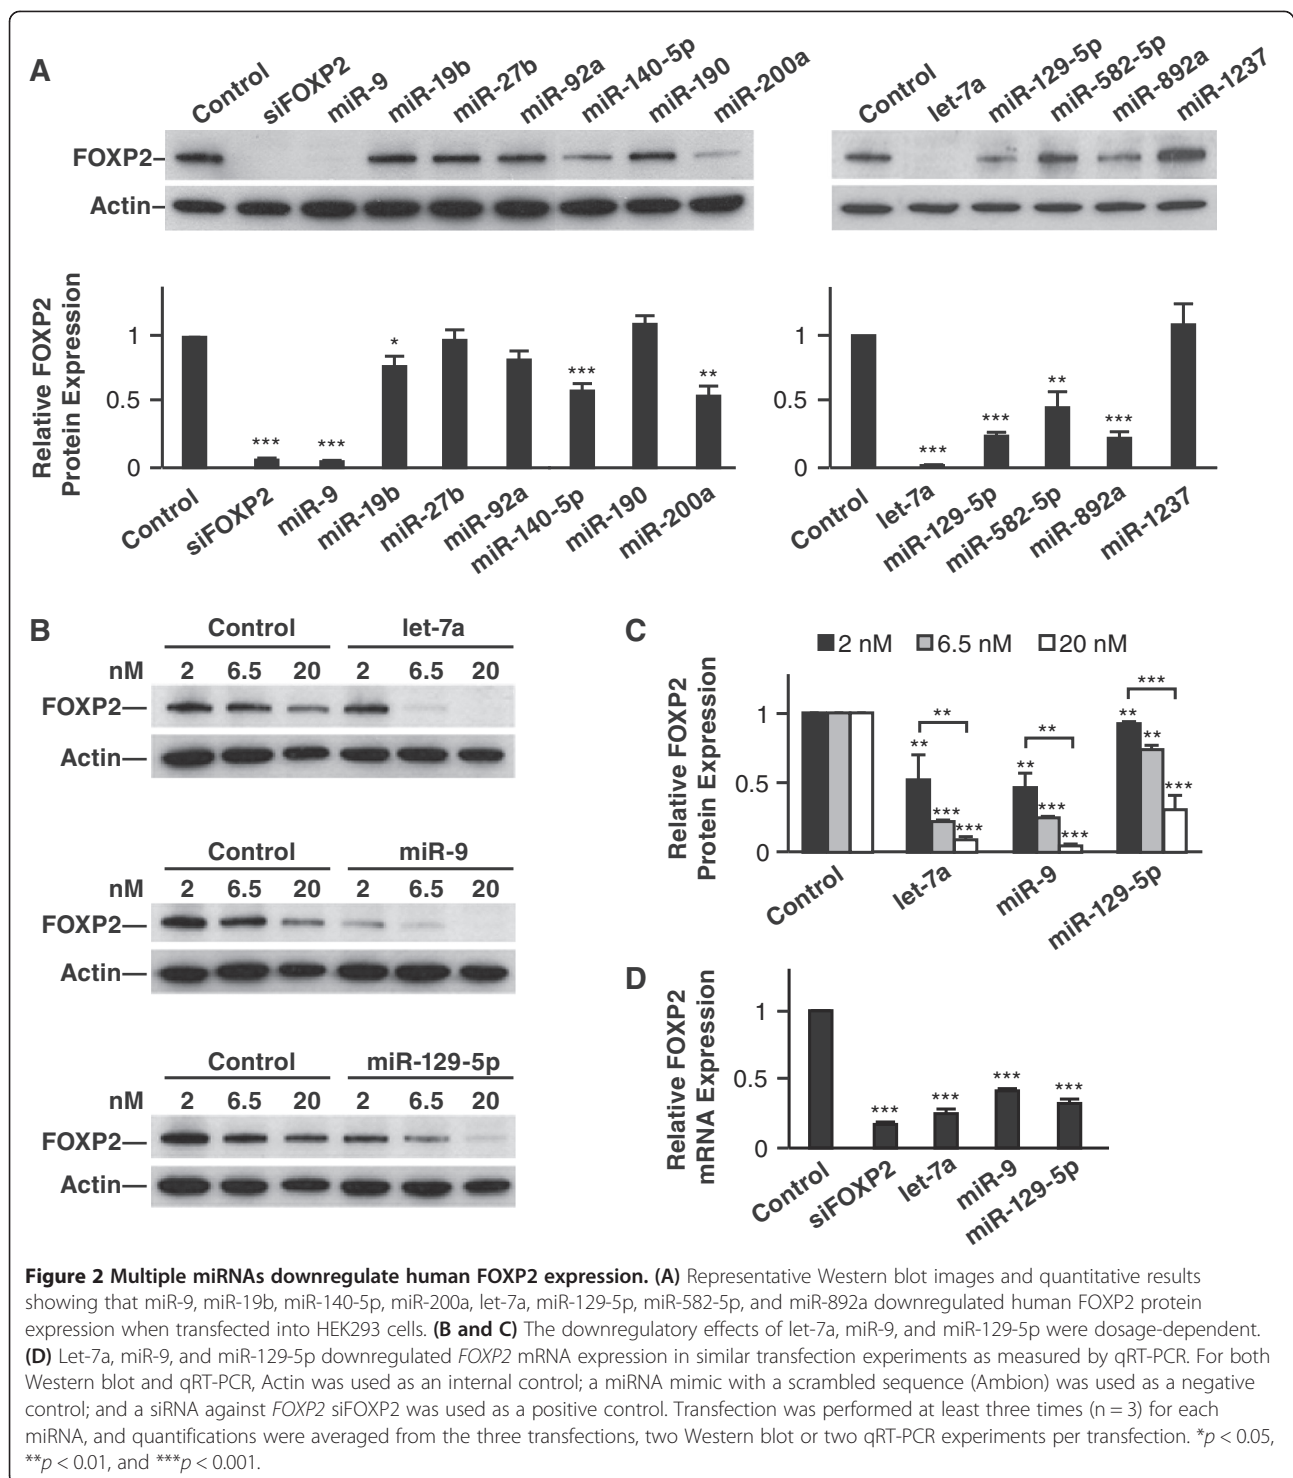 A
Control siFOXP2 miR-9 miR-19b miR-27b miR-92a miR-140-5p miR-190 miR-200a
Control let-7a miR-129-5p miR-582-5p miR-892a miR-1237
FOXP2
Actin
Relative FOXP2
Protein Expression
1
*
***
**
0.5
*** ***
0
Control siFOXP2 miR-9 miR-19b miR-27b miR-92a miR-140-5p miR-190 miR-200a
1
**
0.5
*** ***
***
0
Control let-7a miR-129-5p miR-582-5p miR-892a miR-1237
B
Control let-7a
nM 2 6.5 20 2 6.5 20
FOXP2
Actin
Control miR-9
nM 2 6.5 20 2 6.5 20
FOXP2
Actin
Control miR-129-5p
nM 2 6.5 20 2 6.5 20
FOXP2
Actin
C
2 nM 6.5 nM 20 nM
Relative FOXP2
Protein Expression
***
1 ** ** **
** ** **
0.5
*** *** ***
*** ***
0
Control let-7a miR-9 miR-129-5p
D
Relative FOXP2
mRNA Expression
1
0.5
*** *** *** ***
0
Control siFOXP2 let-7a miR-9 miR-129-5p
Figure 2 Multiple miRNAs downregulate human FOXP2 expression. (A) Representative Western blot images and quantitative results
showing that miR-9, miR-19b, miR-140-5p, miR-200a, let-7a, miR-129-5p, miR-582-5p, and miR-892a downregulated human FOXP2 protein
expression when transfected into HEK293 cells. (B and C) The downregulatory effects of let-7a, miR-9, and miR-129-5p were dosage-dependent.
(D) Let-7a, miR-9, and miR-129-5p downregulated FOXP2 mRNA expression in similar transfection experiments as measured by qRT-PCR. For both
Western blot and qRT-PCR, Actin was used as an internal control; a miRNA mimic with a scrambled sequence (Ambion) was used as a negative
control; and a siRNA against FOXP2 siFOXP2 was used as a positive control. Transfection was performed at least three times (n = 3) for each
miRNA, and quantifications were averaged from the three transfections, two Western blot or two qRT-PCR experiments per transfection. *p < 0.05,
**p < 0.01, and ***p < 0.001.